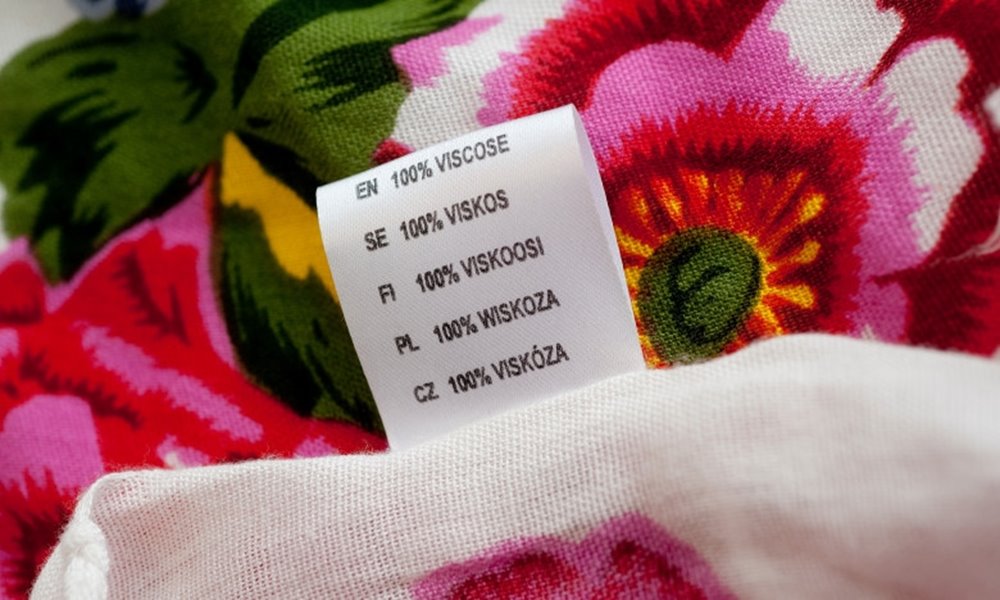 EN 100% VISCOSE
SE 100% VISKOS
FI 100% VISKOOSI
PL 100% WISKOZA
CZ 100% VISKÓZA